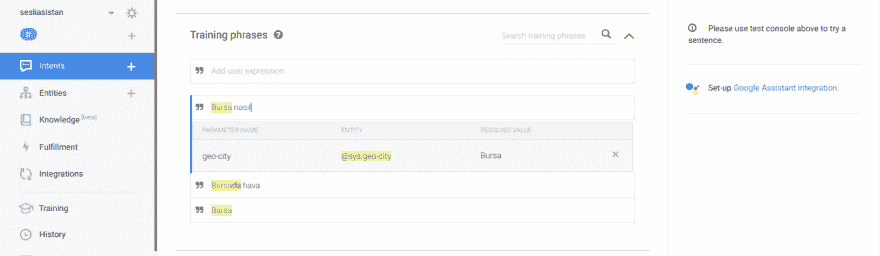 sesliasistan
Intents
Entities
Knowledge [beta]
Fulfillment
Integrations
Training
History
Training phrases
Search training phrases
Add user expression
Bursa nasıl
PARAMETER NAME ENTITY RESOLVED VALUE
geo-city @sys.geo-city Bursa
Bursada hava
Bursa
Please use test console above to try a
sentence.
Set-up Google Assistant integration.